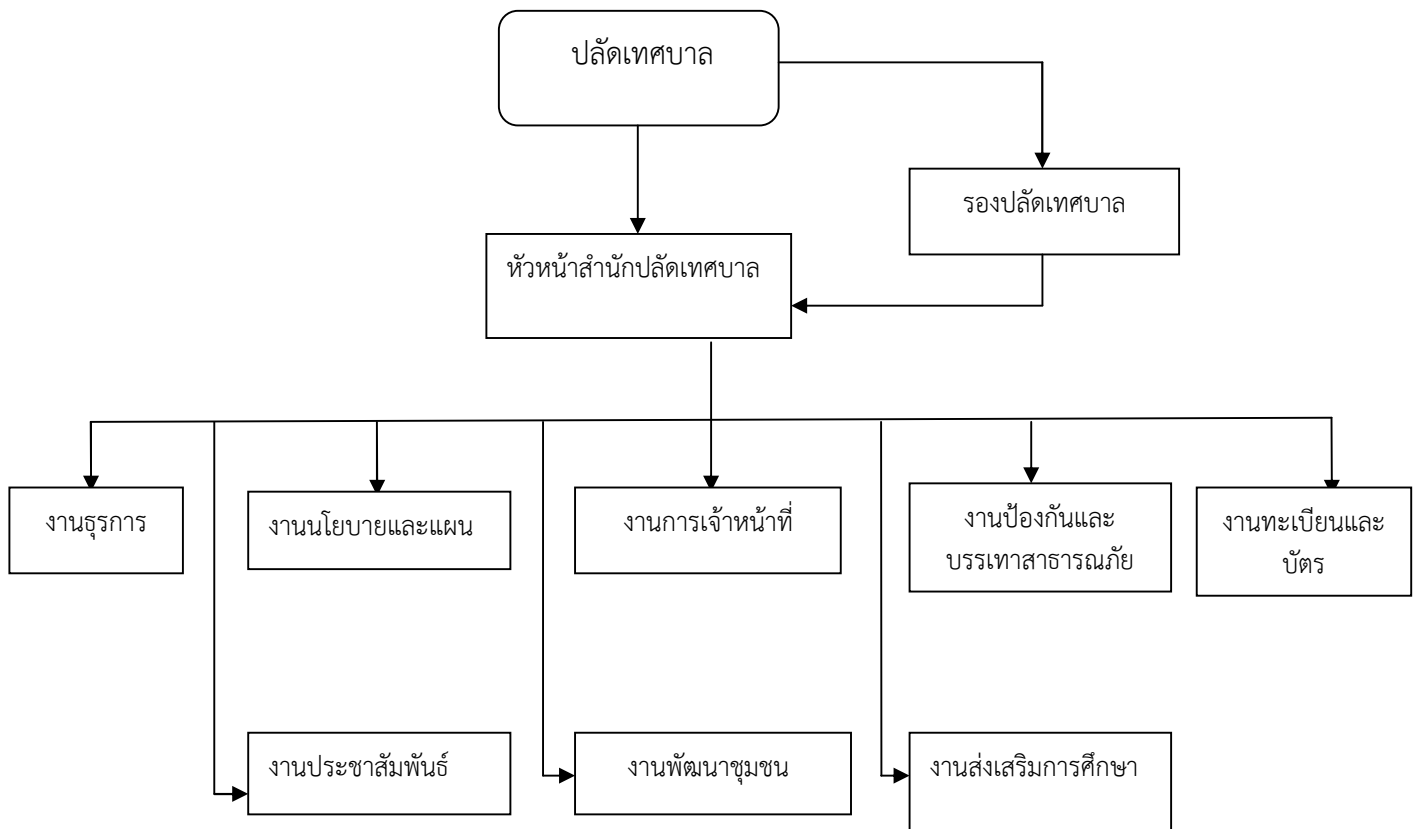 ปลัดเทศบาล
รองปลัดเทศบาล
หัวหน้าสำนักปลัดเทศบาล
งานธุรการ
งานนโยบายและแผน
งานการเจ้าหน้าที่
งานป้องกันและ
บรรเทาสาธารณภัย
งานทะเบียนและ
บัตร
งานประชาสัมพันธ์
งานพัฒนาชุมชน
งานส่งเสริมการศึกษา